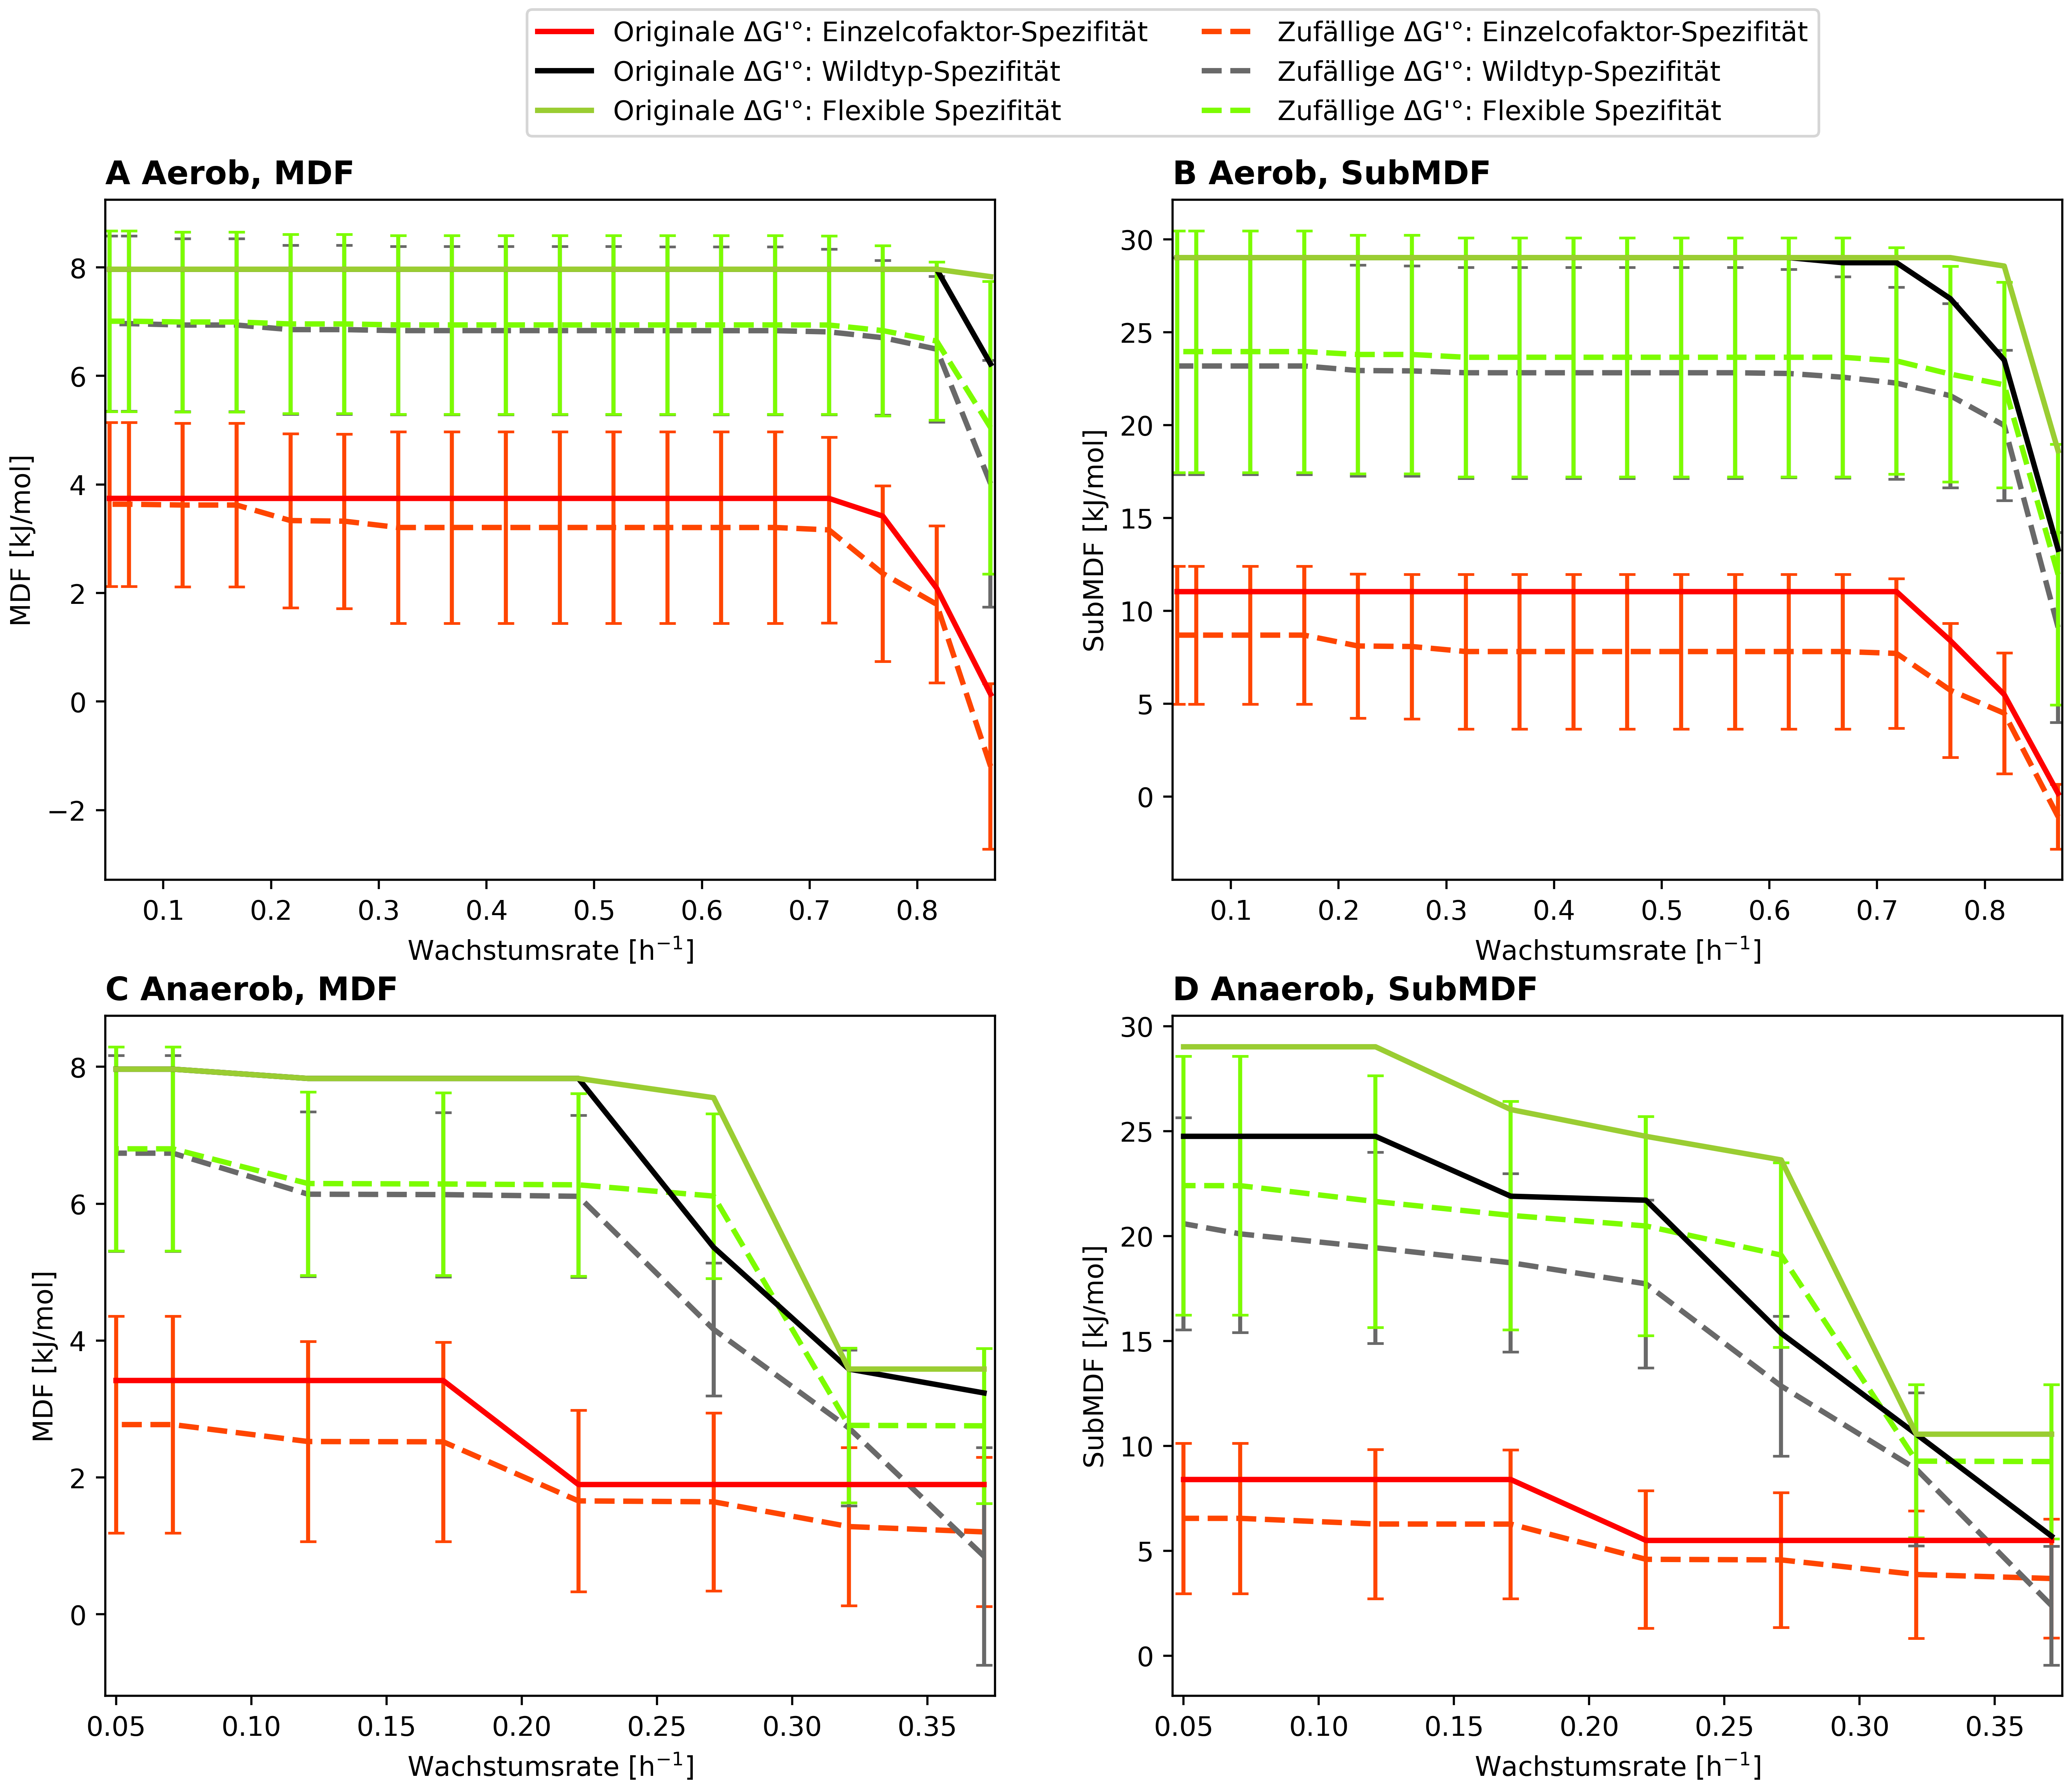 Originale ΔG'°: Einzelcofaktor-Spezifität
Originale ΔG'°: Wildtyp-Spezifität
Originale ΔG'°: Flexible Spezifität
Zufällige ΔG'°: Einzelcofaktor-Spezifität
Zufällige ΔG'°: Wildtyp-Spezifität
Zufällige ΔG'°: Flexible Spezifität
A Aerob, MDF
MDF [kJ/mol]
8
6
4
2
0
−2
0.1 0.2 0.3 0.4 0.5 0.6 0.7 0.8
Wachstumsrate [h⁻¹]
B Aerob, SubMDF
SubMDF [kJ/mol]
30
25
20
15
10
5
0
0.1 0.2 0.3 0.4 0.5 0.6 0.7 0.8
Wachstumsrate [h⁻¹]
C Anaerob, MDF
MDF [kJ/mol]
8
6
4
2
0
0.05 0.10 0.15 0.20 0.25 0.30 0.35
Wachstumsrate [h⁻¹]
D Anaerob, SubMDF
SubMDF [kJ/mol]
30
25
20
15
10
5
0
0.05 0.10 0.15 0.20 0.25 0.30 0.35
Wachstumsrate [h⁻¹]